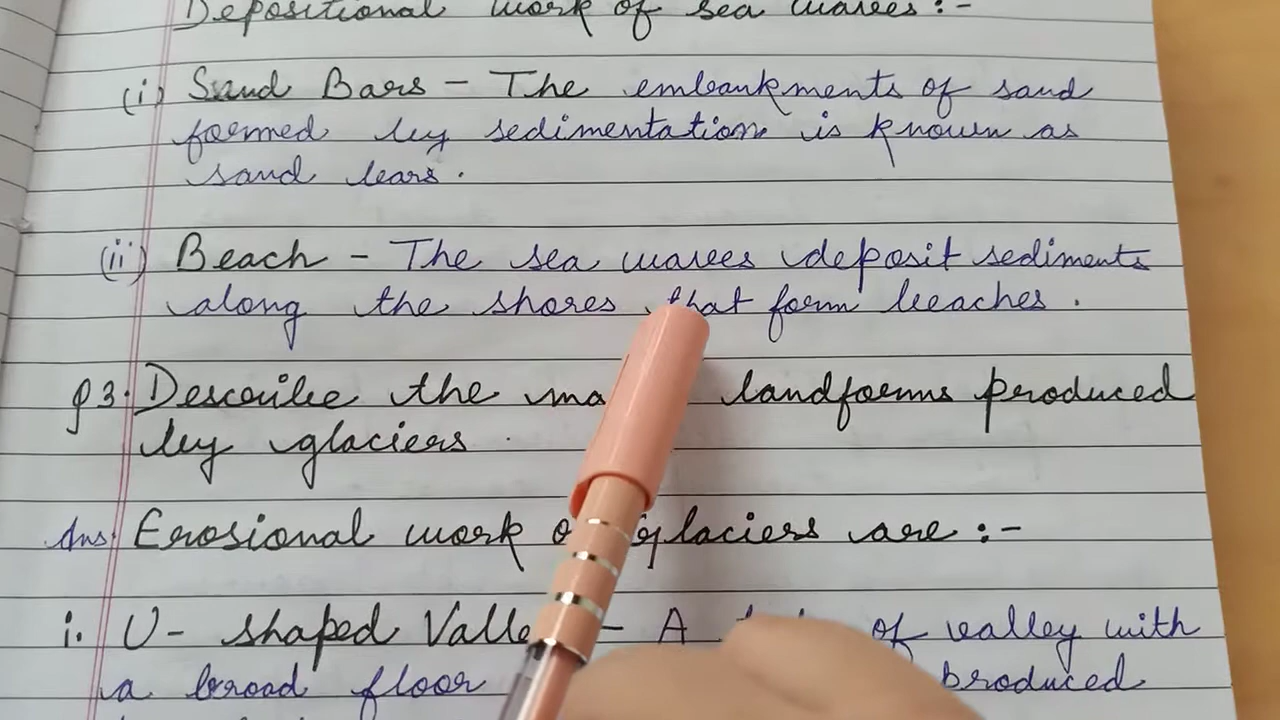 Depositional work of sea waves :-
(i) Sand Bars - The embankments of sand
formed by sedimentation is known as
sand bars.
(ii) Beach - The sea waves deposit sediments
along the shores that form beaches.
Q3. Describe the landforms produced
by glaciers.
Ans: Erosional work glaciers are :-
i. U- shaped - A of valley with
a broad floor produced